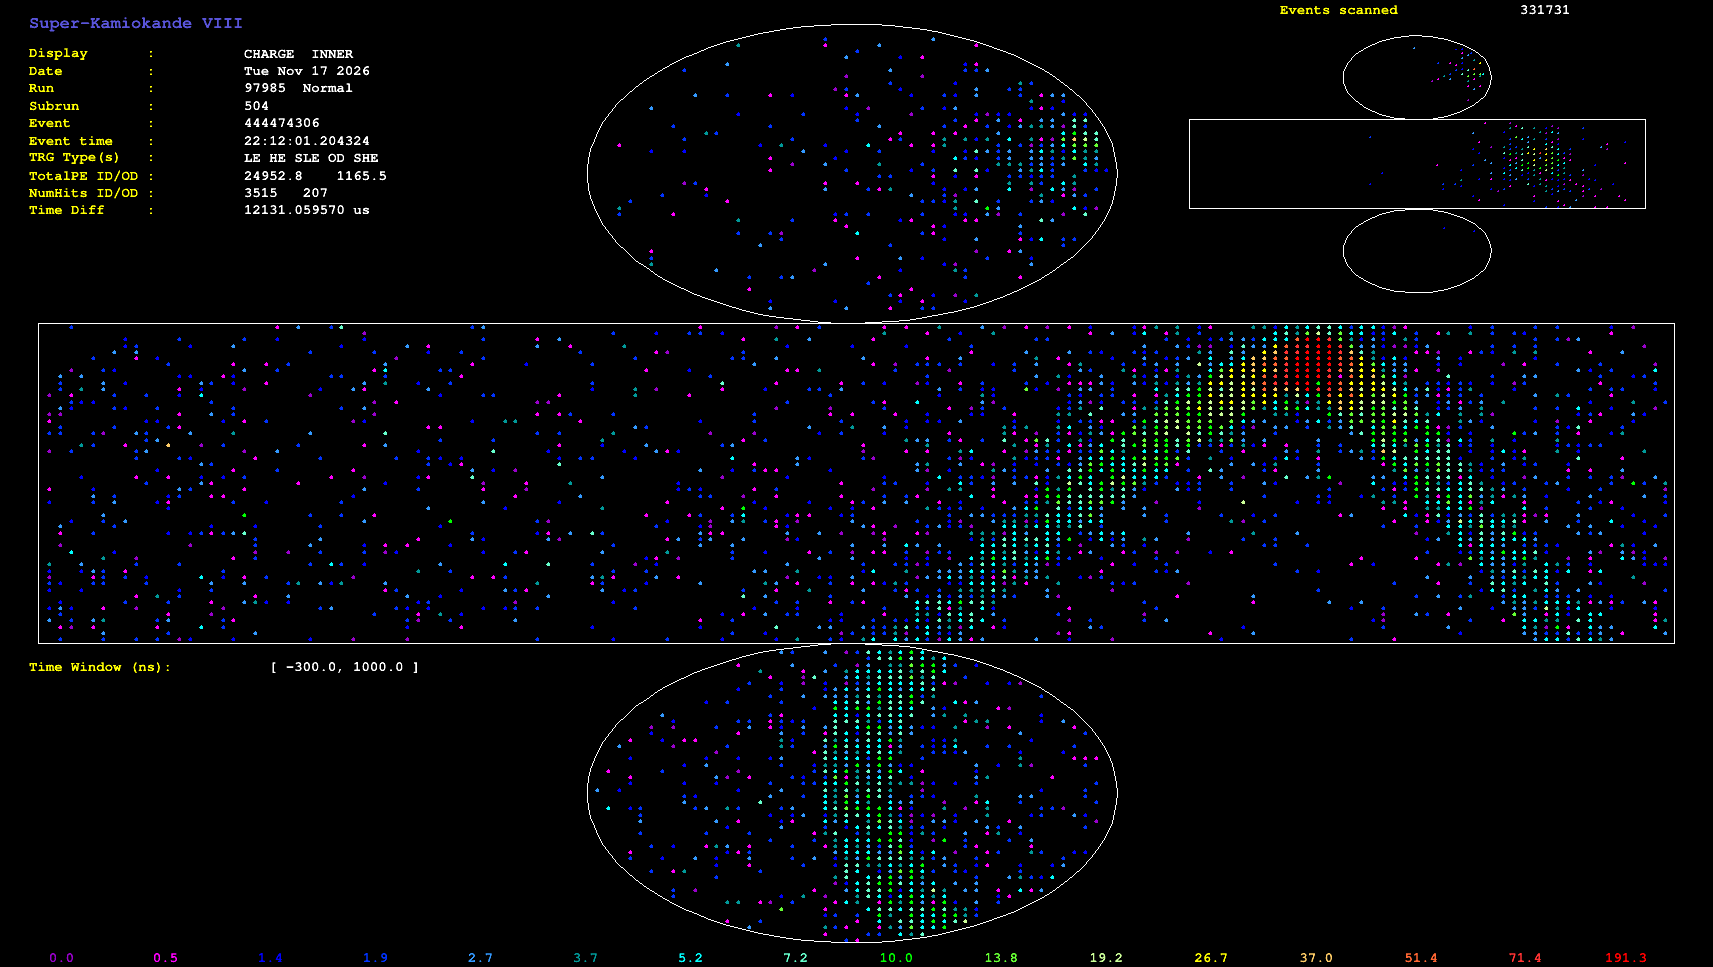 Super-Kamiokande VIII
Events scanned 331731
Display : CHARGE INNER
Date : Tue Nov 17 2026
Run : 97985 Normal
Subrun : 504
Event : 444474306
Event time : 22:12:01.204324
TRG Type(s) : LE HE SLE OD SHE
TotalPE ID/OD : 24952.8 1165.5
NumHits ID/OD : 3515 207
Time Diff : 12131.059570 us
Time Window (ns): [ -300.0, 1000.0 ]
0.0 0.5 1.4 1.9 2.7 3.7 5.2 7.2 10.0 13.8 19.2 26.7 37.0 51.4 71.4 191.3